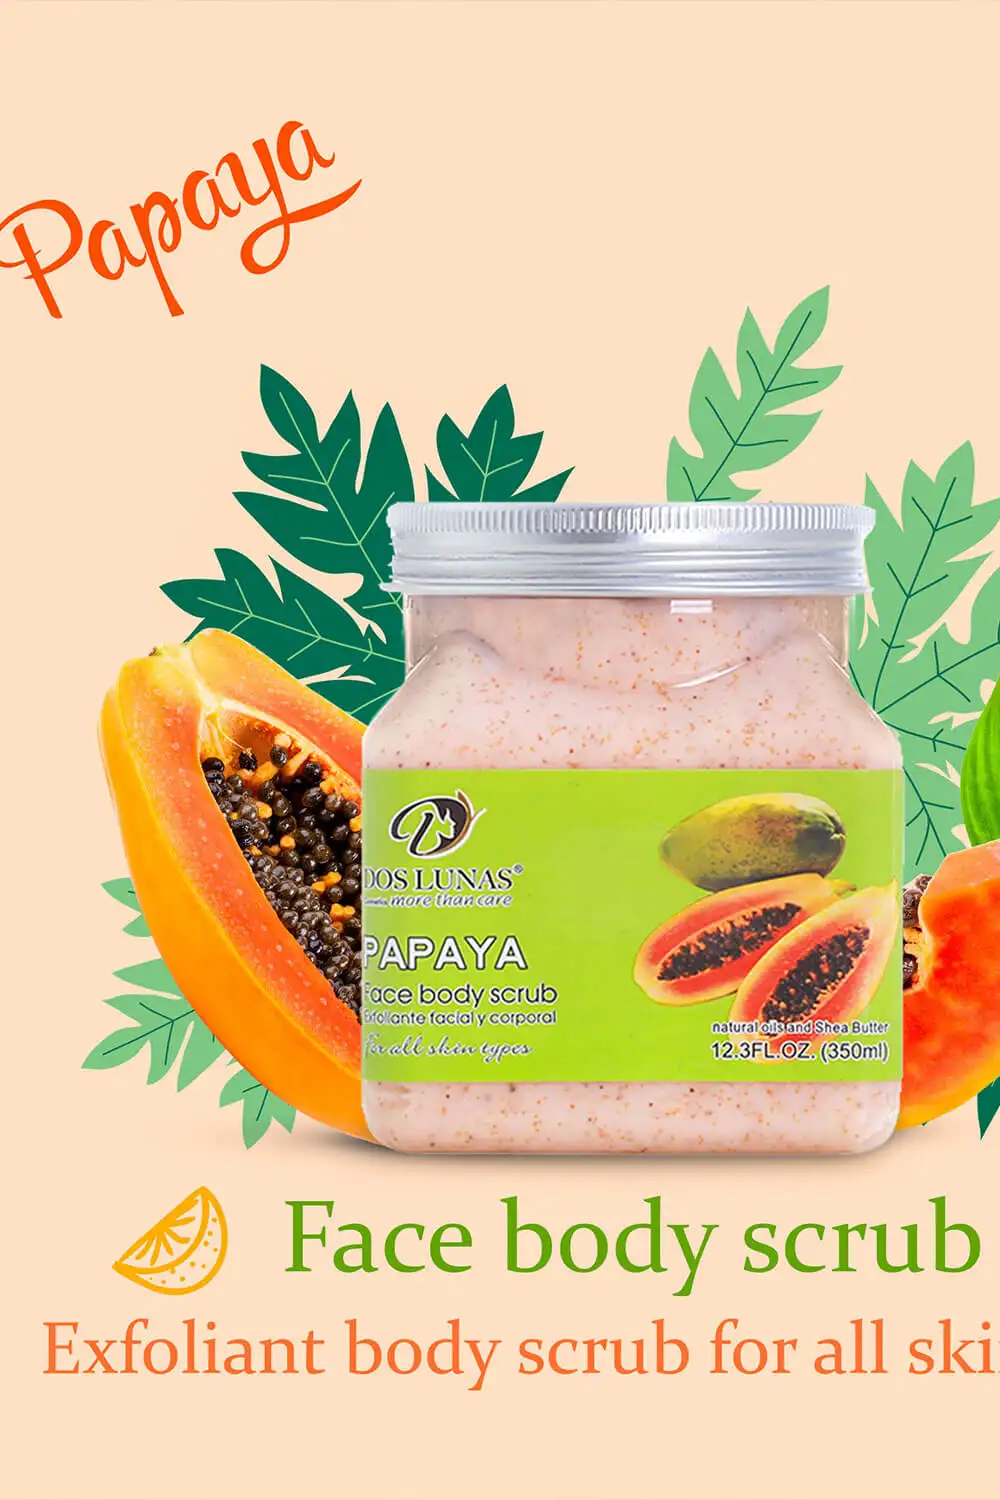 Papaya
DOS LUNAS®
more than care
PAPAYA
Face body scrub
Exfoliante facial y corporal
For all skin types
natural oils and Shea Butter
12.3FL.OZ. (350ml)
Face body scrub
Exfoliant body scrub for all ski